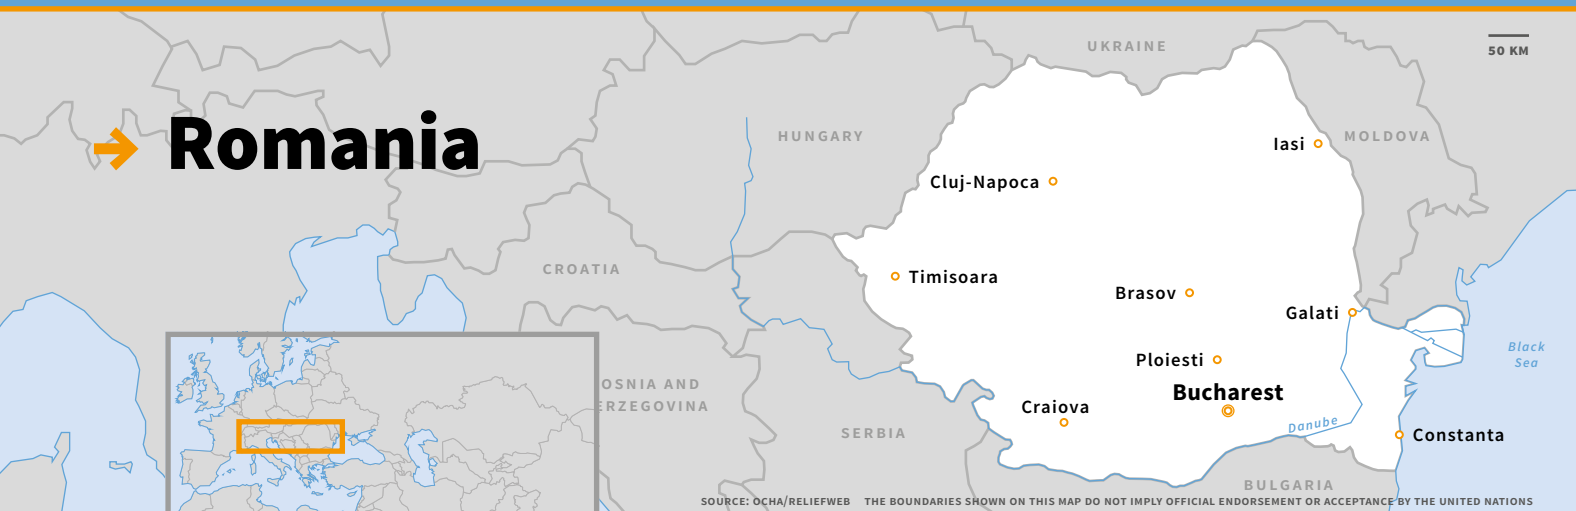 Romania
50 KM
UKRAINE
HUNGARY
MOLDOVA
Iasi
Cluj-Napoca
CROATIA
Timisoara
Brasov
Galati
Black
Sea
Ploiesti
OSNIA AND
ERZEGOVINA
Bucharest
Craiova
SERBIA
Danube
Constanta
BULGARIA
SOURCE: OCHA/RELIEFWEB THE BOUNDARIES SHOWN ON THIS MAP DO NOT IMPLY OFFICIAL ENDORSEMENT OR ACCEPTANCE BY THE UNITED NATIONS